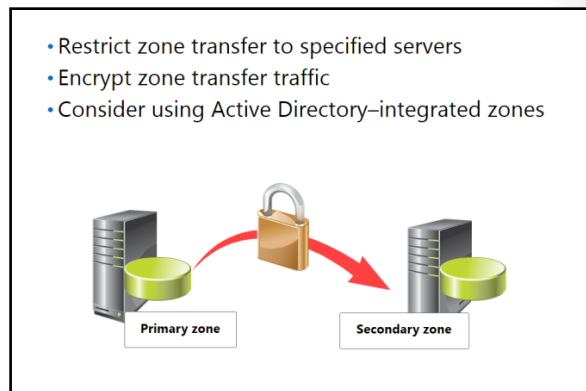 • Restrict zone transfer to specified servers
• Encrypt zone transfer traffic
• Consider using Active Directory–integrated zones
Primary zone
Secondary zone